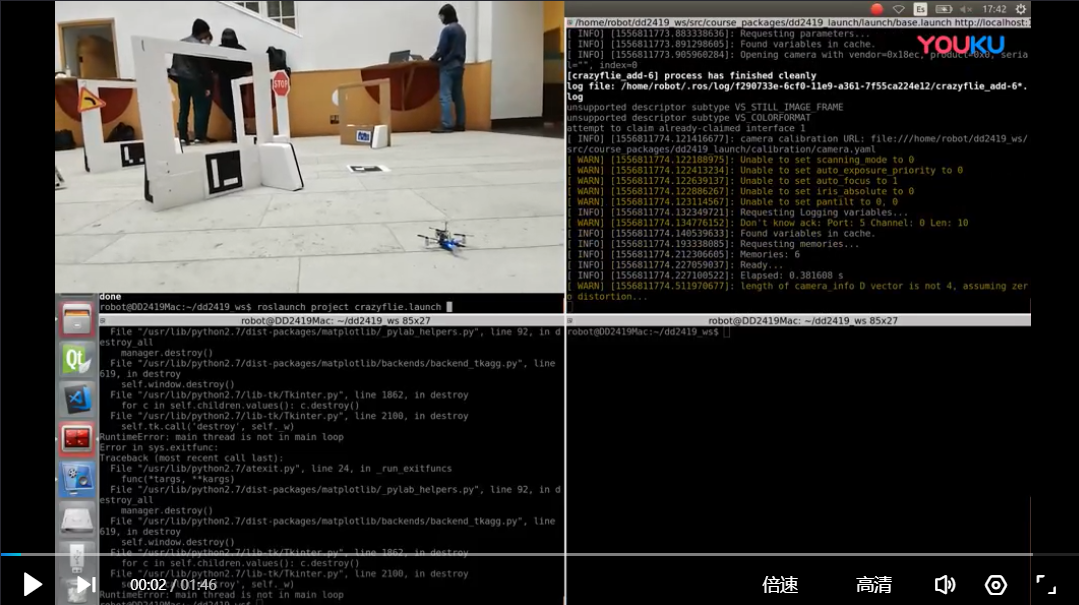 STOP
17:42
Es
YOUKU
/home/robot/dd2419_ws/src/course_packages/dd2419_launch/launch/base.launch http://localhost:
[ INFO] [1556811773.883338636]: Requesting parameters...
[ INFO] [1556811773.891298605]: Found variables in cache.
[ INFO] [1556811773.905960284]: Opening camera with vendor=0x18ec, product=0x0, seria
l="", index=0
[crazyflie_add-6] process has finished cleanly
log file: /home/robot/.ros/log/f290733e-6cf0-11e9-a361-7f55ca224e12/crazyflie_add-6*.
log
unsupported descriptor subtype VS_STILL_IMAGE_FRAME
unsupported descriptor subtype VS_COLORFORMAT
attempt to claim already-claimed interface 1
[ INFO] [1556811774.121416677]: camera calibration URL: file:///home/robot/dd2419_ws/
src/course_packages/dd2419_launch/calibration/camera.yaml
[ WARN] [1556811774.122188975]: Unable to set scanning_mode to 0
[ WARN] [1556811774.122413234]: Unable to set auto_exposure_priority to 0
[ WARN] [1556811774.122639137]: Unable to set auto_focus to 1
[ WARN] [1556811774.122886267]: Unable to set iris_absolute to 0
[ WARN] [1556811774.123114567]: Unable to set pantilt to 0, 0
[ INFO] [1556811774.132349721]: Requesting Logging variables...
[ WARN] [1556811774.134776152]: Don't know ack: Port: 5 Channel: 0 Len: 10
[ INFO] [1556811774.140539633]: Found variables in cache.
[ INFO] [1556811774.193338085]: Requesting memories...
[ INFO] [1556811774.212306605]: Memories: 6
[ INFO] [1556811774.227059037]: Ready...
[ INFO] [1556811774.227100522]: Elapsed: 0.381608 s
[ WARN] [1556811774.511970677]: length of camera_info D vector is not 4, assuming zer
o distortion...
done
robot@DD2419Mac:~/dd2419_ws$ roslaunch project crazyflie.launch
robot@DD2419Mac: ~/dd2419_ws 85x27
File "/usr/lib/python2.7/dist-packages/matplotlib/_pylab_helpers.py", line 92, in d
estroy_all
manager.destroy()
File "/usr/lib/python2.7/dist-packages/matplotlib/backends/backend_tkagg.py", line
619, in destroy
self.window.destroy()
File "/usr/lib/python2.7/lib-tk/Tkinter.py", line 1862, in destroy
for c in self.children.values(): c.destroy()
File "/usr/lib/python2.7/lib-tk/Tkinter.py", line 2100, in destroy
self.tk.call('destroy', self._w)
RuntimeError: main thread is not in main loop
Error in sys.exitfunc:
Traceback (most recent call last):
File "/usr/lib/python2.7/atexit.py", line 24, in _run_exitfuncs
func(*targs, **kargs)
File "/usr/lib/python2.7/dist-packages/matplotlib/_pylab_helpers.py", line 92, in d
estroy_all
manager.destroy()
File "/usr/lib/python2.7/dist-packages/matplotlib/backends/backend_tkagg.py", line
619, in destroy
self.window.destroy()
File "/usr/lib/python2.7/lib-tk/Tkinter.py", line 1862, in destroy
for c in self.children.values(): c.destroy()
File "/usr/lib/python2.7/lib-tk/Tkinter.py", line 2100, in destroy
self.tk.call('destroy', self._w)
RuntimeError: main thread is not in main loop
robot@DD2419Mac:~/dd2419_ws$
robot@DD2419Mac: ~/dd2419_ws 85x27
robot@DD2419Mac:~/dd2419_ws$
Qt
00:02 / 01:46
倍速
高清